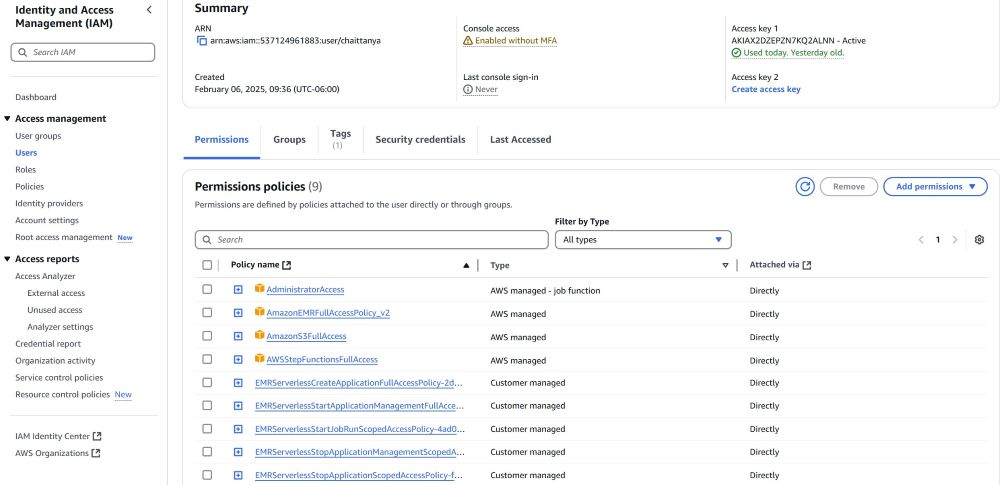 Identity and Access
Management (IAM)
Search IAM
Dashboard
Access management
User groups
Users
Roles
Policies
Identity providers
Account settings
Root access management New
Access reports
Access Analyzer
External access
Unused access
Analyzer settings
Credential report
Organization activity
Service control policies
Resource control policies New
IAM Identity Center
AWS Organizations
Summary
ARN
arn:aws:iam::537124961883:user/chaittanya
Console access
Enabled without MFA
Access key 1
AKIAX2DZEPZN7KQ2ALNN - Active
Used today. Yesterday old.
Created
February 06, 2025, 09:36 (UTC-06:00)
Last console sign-in
Never
Access key 2
Create access key
Permissions
Groups
Tags
(1)
Security credentials
Last Accessed
Permissions policies (9)
Remove
Add permissions
Permissions are defined by policies attached to the user directly or through groups.
Filter by Type
Search
All types
1
Policy name Type Attached via
AdministratorAccess AWS managed - job function Directly
AmazonEMRFullAccessPolicy_v2 AWS managed Directly
AmazonS3FullAccess AWS managed Directly
AWSStepFunctionsFullAccess AWS managed Directly
EMRServerlessCreateApplicationFullAccessPolicy-2d... Customer managed Directly
EMRServerlessStartApplicationManagementFullAcce... Customer managed Directly
EMRServerlessStartJobRunScopedAccessPolicy-4ad0... Customer managed Directly
EMRServerlessStopApplicationManagementScopedA... Customer managed Directly
EMRServerlessStopApplicationScopedAccessPolicy-f... Customer managed Directly